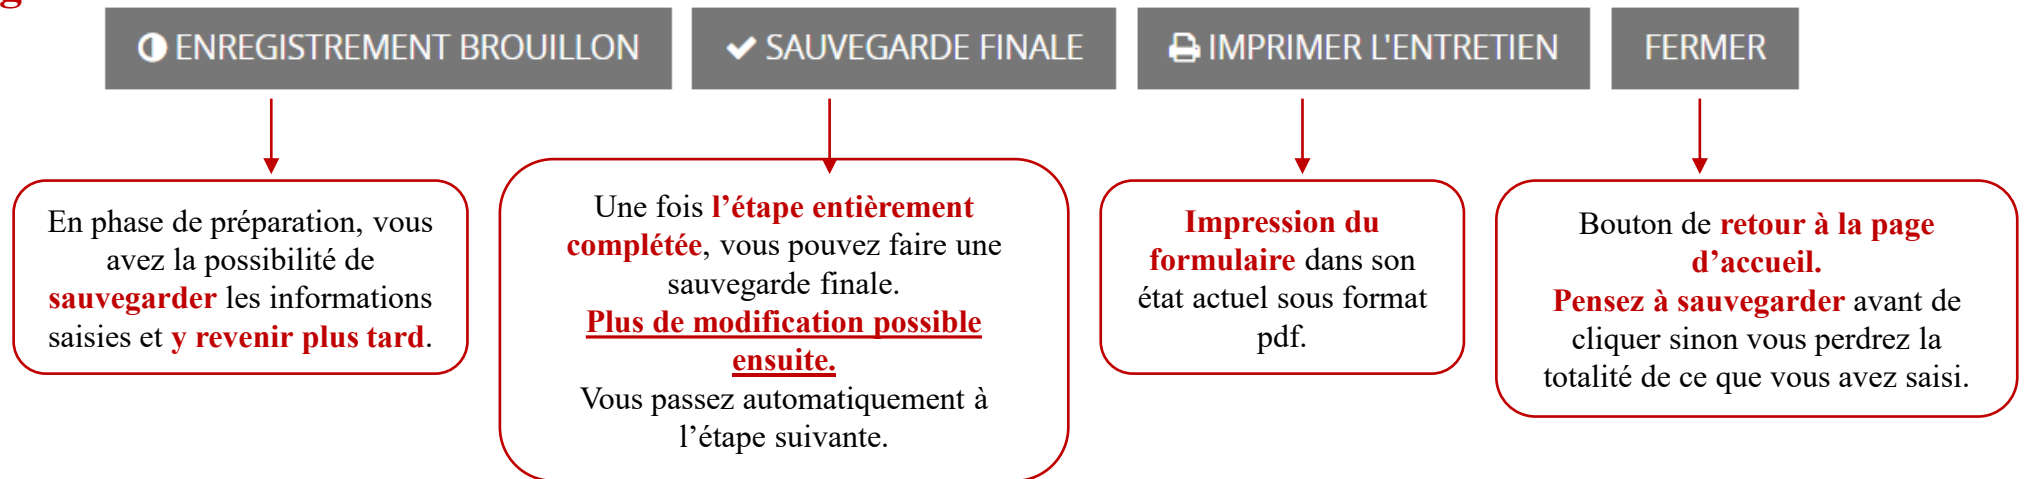 g
ENREGISTREMENT BROUILLON
SAUVEGARDE FINALE
IMPRIMER L'ENTRETIEN
FERMER
En phase de préparation, vous
avez la possibilité de
sauvegarder les informations
saisies et y revenir plus tard.
Une fois l’étape entièrement
complétée, vous pouvez faire une
sauvegarde finale.
Plus de modification possible
ensuite.
Vous passez automatiquement à
l’étape suivante.
Impression du
formulaire dans son
état actuel sous format
pdf.
Bouton de retour à la page
d’accueil.
Pensez à sauvegarder avant de
cliquer sinon vous perdrez la
totalité de ce que vous avez saisi.